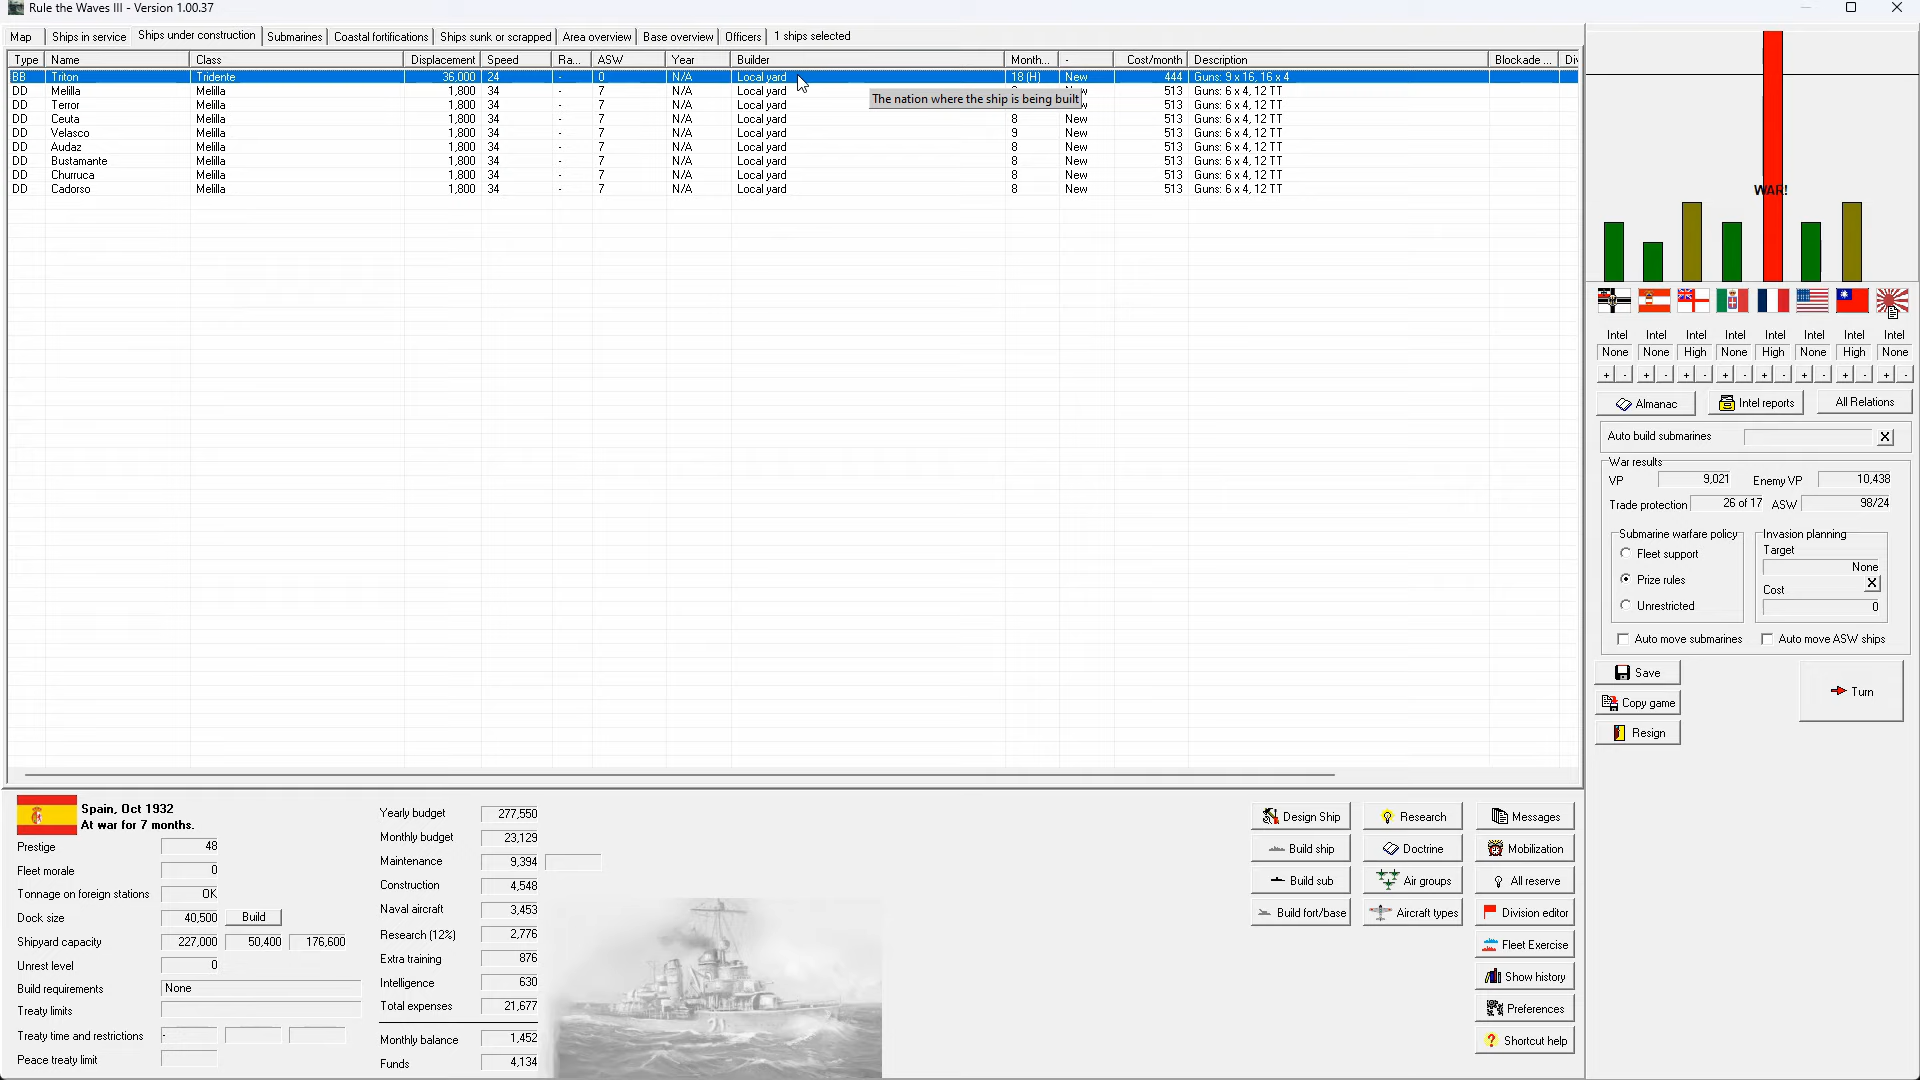 Rule the Waves III - Version 1.00.37
Map Ships in service Ships under construction Submarines Coastal fortifications Ships sunk or scrapped Area overview Base overview Officers 1 ships selected
Type Name Class Displacement Speed Ra... ASW Year Builder Month... - Cost/month Description Blockade ...
BB Triton Tridente 36,000 24 - 0 N/A Local yard 18 (H) New 444 Guns: 9 x 16, 16 x 4
DD Melilla Melilla 1,800 34 - 7 N/A Local yard 513 Guns: 6 x 4, 12 TT
The nation where the ship is being built
DD Terror Melilla 1,800 34 - 7 N/A Local yard 513 Guns: 6 x 4, 12 TT
DD Ceuta Melilla 1,800 34 - 7 N/A Local yard 8 New 513 Guns: 6 x 4, 12 TT
DD Velasco Melilla 1,800 34 - 7 N/A Local yard 9 New 513 Guns: 6 x 4, 12 TT
DD Audaz Melilla 1,800 34 - 7 N/A Local yard 8 New 513 Guns: 6 x 4, 12 TT
DD Bustamante Melilla 1,800 34 - 7 N/A Local yard 8 New 513 Guns: 6 x 4, 12 TT
DD Churruca Melilla 1,800 34 - 7 N/A Local yard 8 New 513 Guns: 6 x 4, 12 TT
DD Cadorso Melilla 1,800 34 - 7 N/A Local yard 8 New 513 Guns: 6 x 4, 12 TT
WAR!
Intel Intel Intel Intel Intel Intel Intel Intel
None None High None High None High None
+ - + - + - + - + - + - + - + -
Almanac Intel reports All Relations
Auto build submarines X
War results
VP 9,021 Enemy VP 10,438
Trade protection 26 of 17 ASW 98/24
Submarine warfare policy
Fleet support
Prize rules
Unrestricted
Invasion planning
Target
None
Cost X
0
Auto move submarines Auto move ASW ships
Save
Copy game
Resign
Turn
Spain, Oct 1932
At war for 7 months.
Prestige 48
Fleet morale 0
Tonnage on foreign stations OK
Dock size 40,500 Build
Shipyard capacity 227,000 50,400 176,600
Unrest level 0
Build requirements None
Treaty limits
Treaty time and restrictions -
Peace treaty limit
Yearly budget 277,550
Monthly budget 23,129
Maintenance 9,394
Construction 4,548
Naval aircraft 3,453
Research (12%) 2,776
Extra training 876
Intelligence 630
Total expenses 21,677
Monthly balance 1,452
Funds 4,134
Design Ship Research Messages
Build ship Doctrine Mobilization
Build sub Air groups All reserve
Build fort/base Aircraft types Division editor
Fleet Exercise
Show history
Preferences
Shortcut help